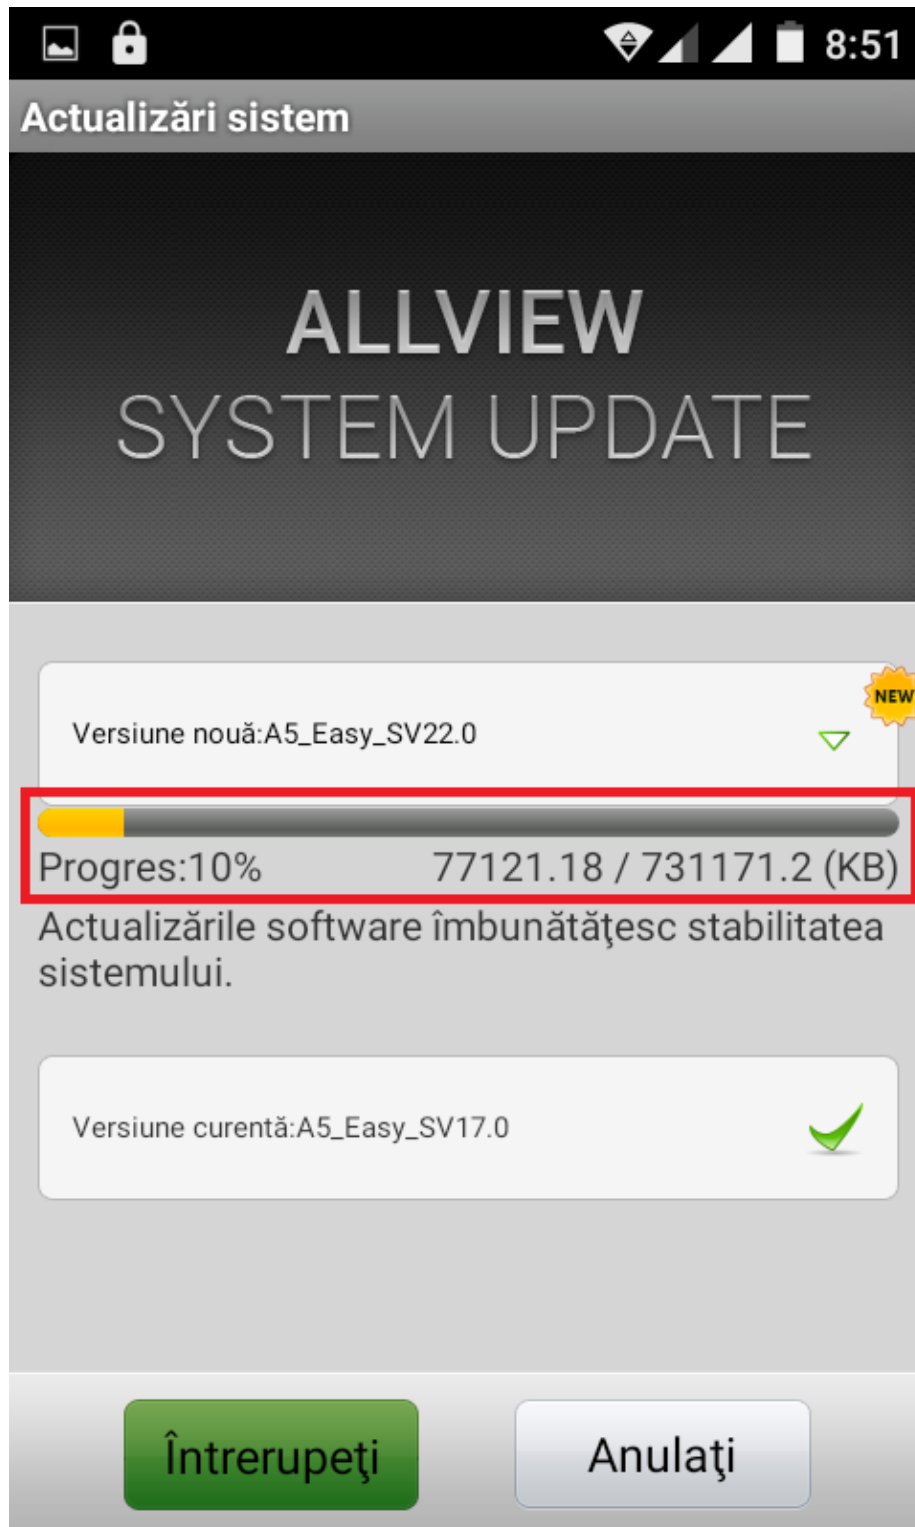 8:51
Actualizări sistem
ALLVIEW
SYSTEM UPDATE
NEW
Versiune nouă:A5_Easy_SV22.0
Progres:10% 77121.18 / 731171.2 (KB)
Actualizările software îmbunătăţesc stabilitatea
sistemului.
Versiune curentă:A5_Easy_SV17.0
Întrerupeţi Anulaţi